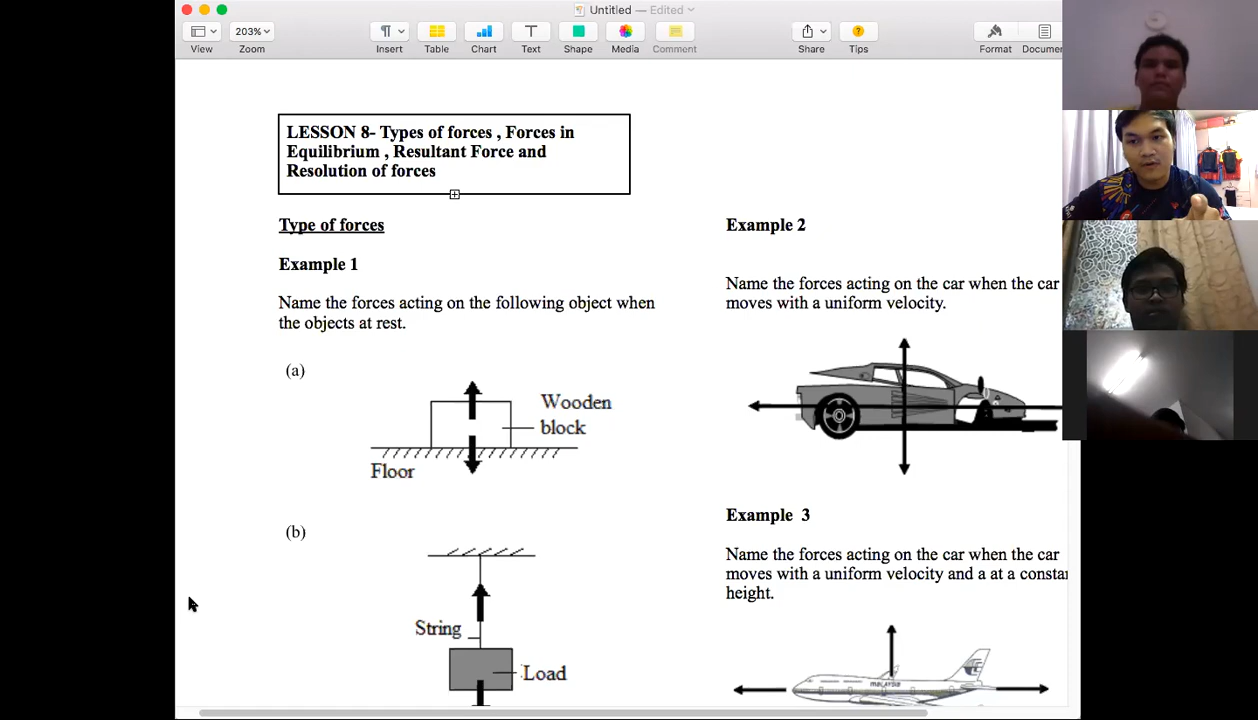 Untitled — Edited
203%
View
Zoom
Insert
Table
Chart
Text
Shape
Media
Comment
Share
Tips
Format
Documen
LESSON 8- Types of forces , Forces in
Equilibrium , Resultant Force and
Resolution of forces
Type of forces
Example 1
Name the forces acting on the following object when
the objects at rest.
(a)
Wooden
block
Floor
(b)
String
Load
Example 2
Name the forces acting on the car when the car
moves with a uniform velocity.
Example 3
Name the forces acting on the car when the car
moves with a uniform velocity and a at a constan
height.
malaysia